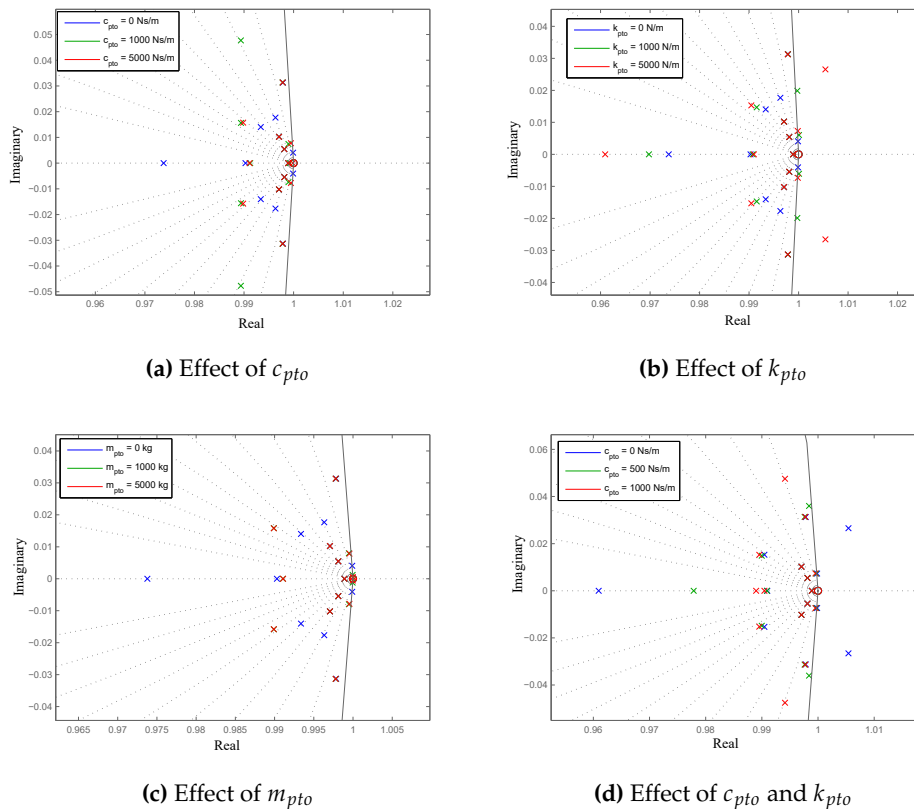 0.05
0.04
0.03
0.02
0.01
0
-0.01
-0.02
-0.03
-0.04
-0.05
Imaginary
c_pto = 0 Ns/m
c_pto = 1000 Ns/m
c_pto = 5000 Ns/m
0.96 0.97 0.98 0.99 1 1.01 1.02
Real
(a) Effect of c_pto
0.04
0.03
0.02
0.01
0
-0.01
-0.02
-0.03
-0.04
Imaginary
k_pto = 0 N/m
k_pto = 1000 N/m
k_pto = 5000 N/m
0.96 0.97 0.98 0.99 1 1.01 1.02
Real
(b) Effect of k_pto
0.04
0.03
0.02
0.01
0
-0.01
-0.02
-0.03
-0.04
Imaginary
m_pto = 0 kg
m_pto = 1000 kg
m_pto = 5000 kg
0.965 0.97 0.975 0.98 0.985 0.99 0.995 1 1.005
Real
(c) Effect of m_pto
0.06
0.04
0.02
0
-0.02
-0.04
Imaginary
c_pto = 0 Ns/m
c_pto = 500 Ns/m
c_pto = 1000 Ns/m
0.96 0.97 0.98 0.99 1 1.01
Real
(d) Effect of c_pto and k_pto